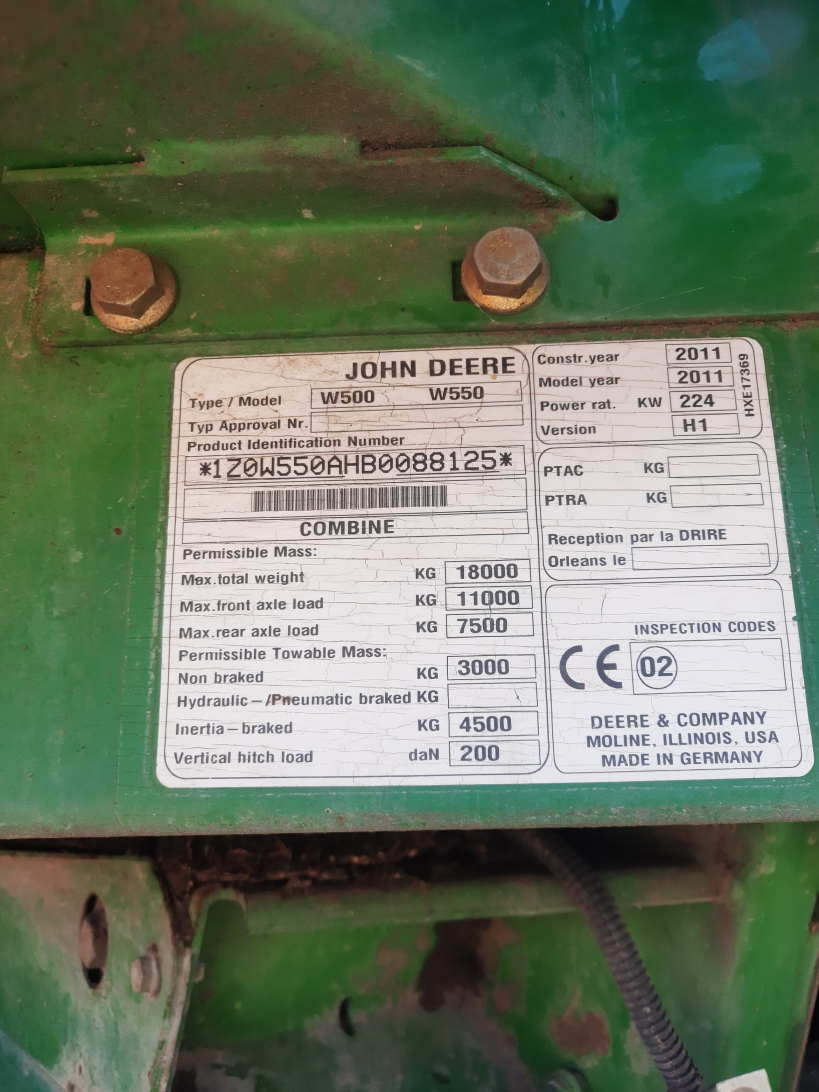 JOHN DEERE
Type / Model W500 W550
Typ Approval Nr.
Product Identification Number
*1Z0W550AHB0088125*
COMBINE
Permissible Mass:
Max.total weight KG 18000
Max.front axle load KG 11000
Max.rear axle load KG 7500
Permissible Towable Mass:
Non braked KG 3000
Hydraulic–/Pneumatic braked KG
Inertia–braked KG 4500
Vertical hitch load daN 200
Constr.year 2011
Model year 2011
Power rat. KW 224
Version H1
HXE17369
PTAC KG
PTRA KG
Reception par la DRIRE
Orleans le
INSPECTION CODES
CE 02
DEERE & COMPANY
MOLINE, ILLINOIS, USA
MADE IN GERMANY